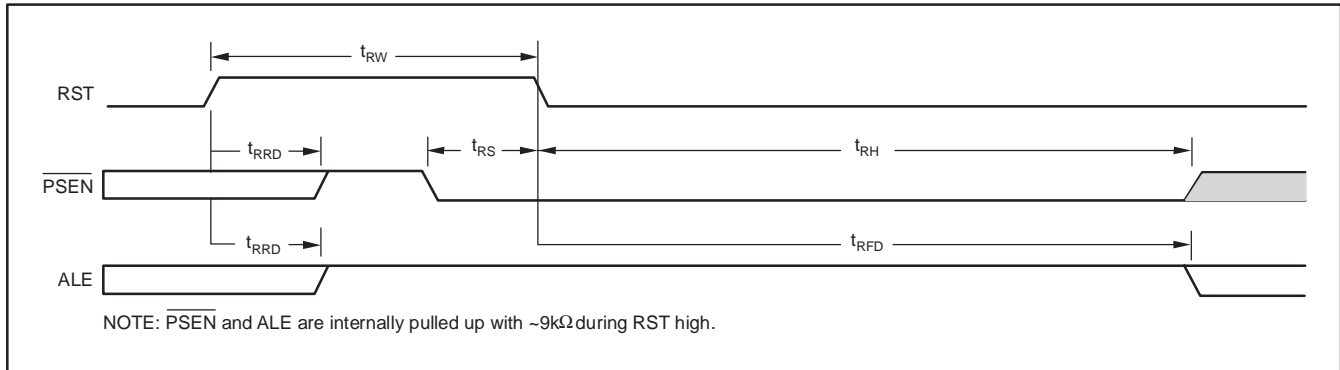 tRW
RST
tRRD
tRS
tRH
PSEN
tRRD
tRFD
ALE
NOTE: PSEN and ALE are internally pulled up with ~9kΩ during RST high.